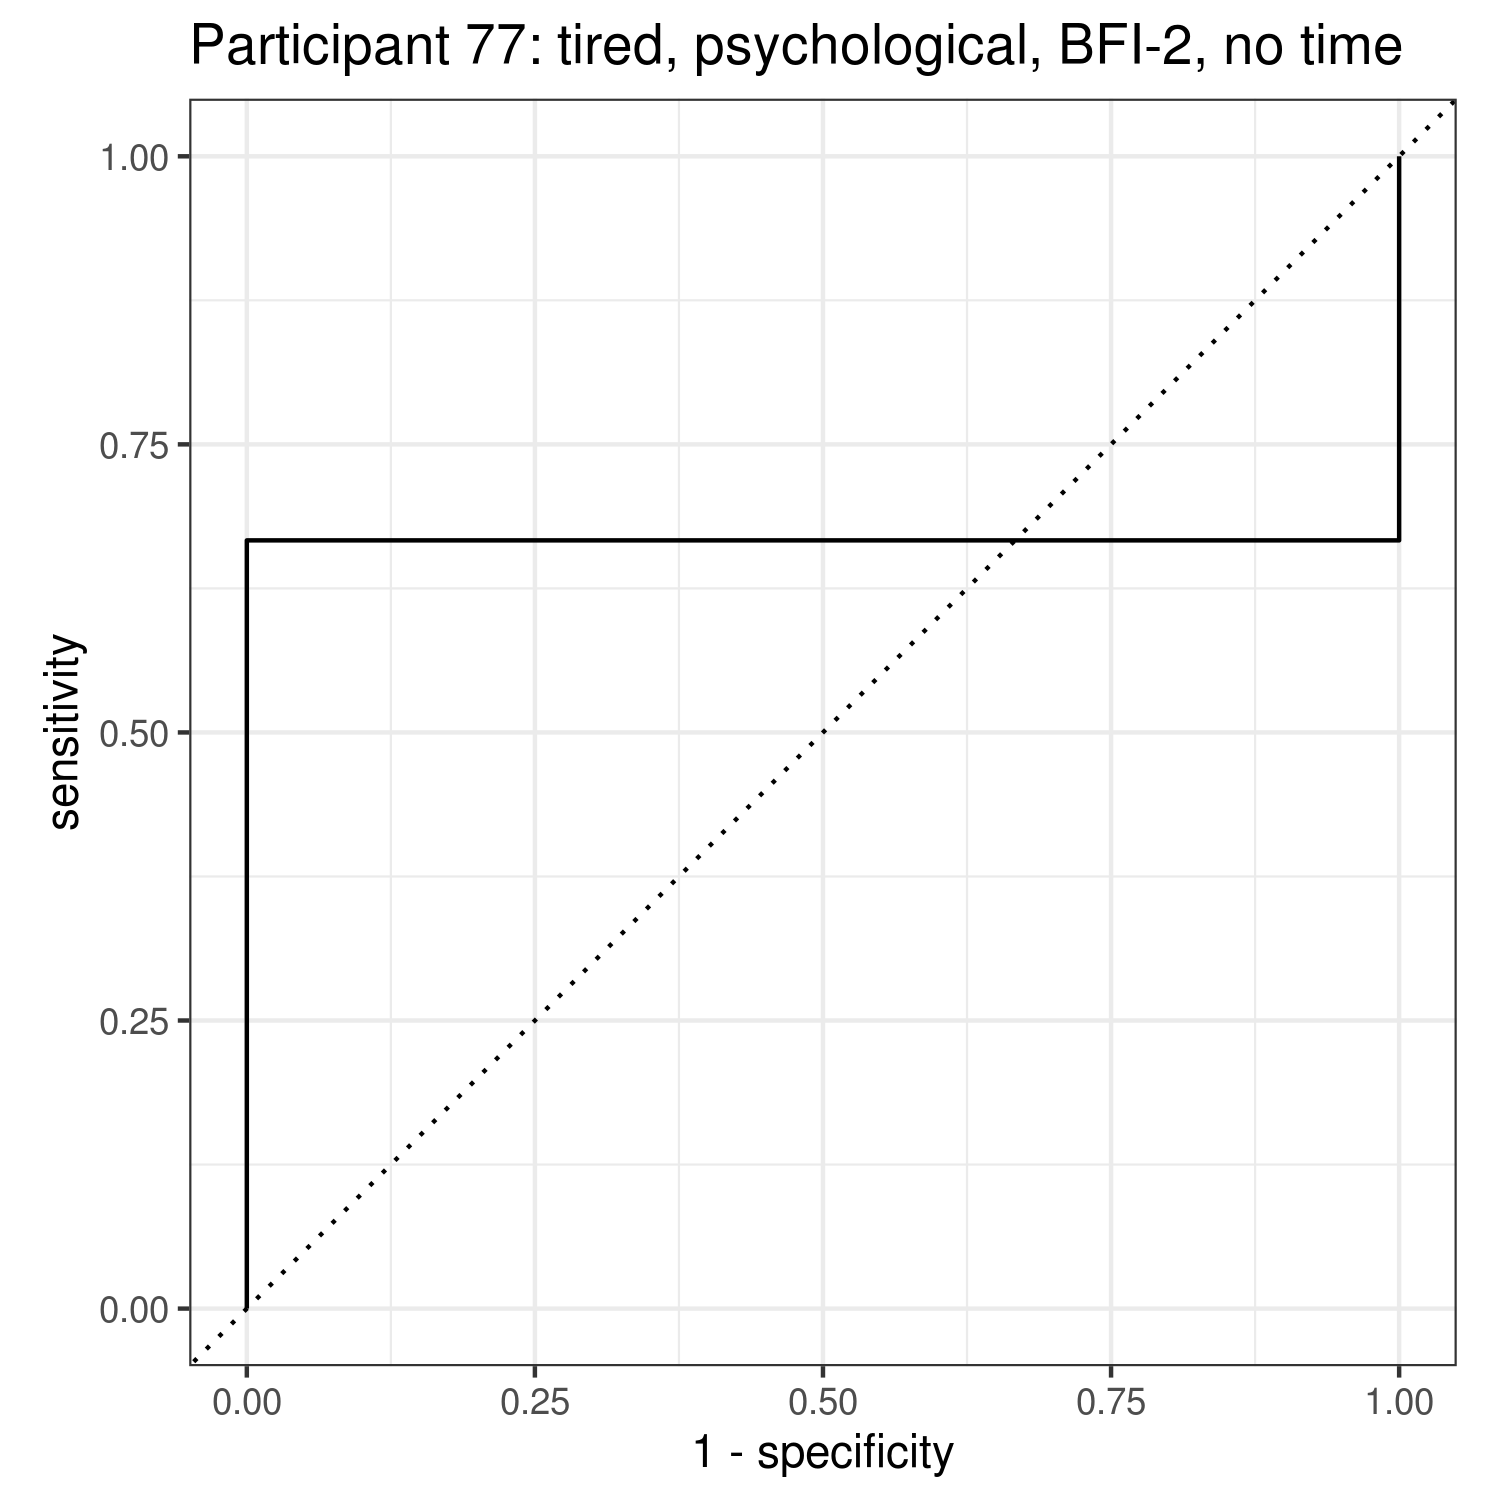 Participant 77: tired, psychological, BFI-2, no time
1.00
0.75
0.50
0.25
0.00
sensitivity
0.00 0.25 0.50 0.75 1.00
1 - specificity